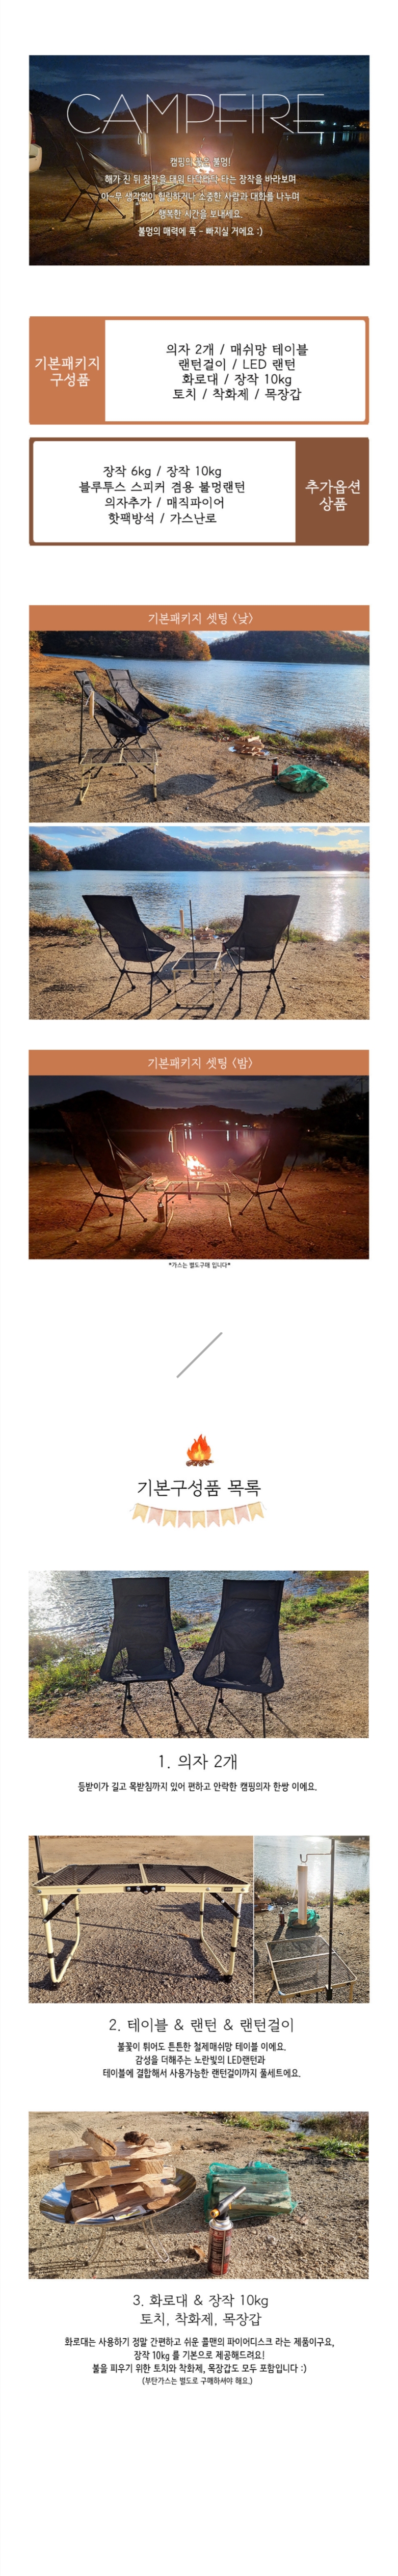 CAMPFIRE
캠핑의 꽃은 불멍!
해가 진 뒤 장작을 태워 타닥타닥 타는 장작을 바라보며
아-무 생각없이 힐링하거나 소중한 사람과 대화를 나누며
행복한 시간을 보내세요
불멍의 매력에 푹 - 빠지실 거에요 :)
기본패키지
구성품
의자 2개 / 매쉬망 테이블
랜턴걸이 / LED 랜턴
화로대 / 장작 10kg
토치 / 착화제 / 목장갑
장작 6kg / 장작 10kg
블루투스 스피커 겸용 불멍랜턴
의자추가 / 매직파이어
핫팩방석 / 가스난로
추가옵션
상품
기본패키지 셋팅 <낮>
기본패키지 셋팅 <밤>
*가스는 별도구매 입니다*
기본구성품 목록
1. 의자 2개
등받이가 길고 목받침까지 있어 편하고 안락한 캠핑의자 한쌍 이에요.
2. 테이블 & 랜턴 & 랜턴걸이
불꽃이 튀어도 튼튼한 철제매쉬망 테이블 이에요.
감성을 더해주는 노란빛의 LED랜턴과
테이블에 결합해서 사용가능한 랜턴걸이까지 풀세트에요.
3. 화로대 & 장작 10kg
토치, 착화제, 목장갑
화로대는 사용하기 정말 간편하고 쉬운 콜맨의 파이어디스크 라는 제품이구요,
장작 10kg 를 기본으로 제공해드려요!
불을 피우기 위한 토치와 착화제, 목장갑도 모두 포함입니다 :)
(부탄가스는 별도로 구매하셔야 해요.)